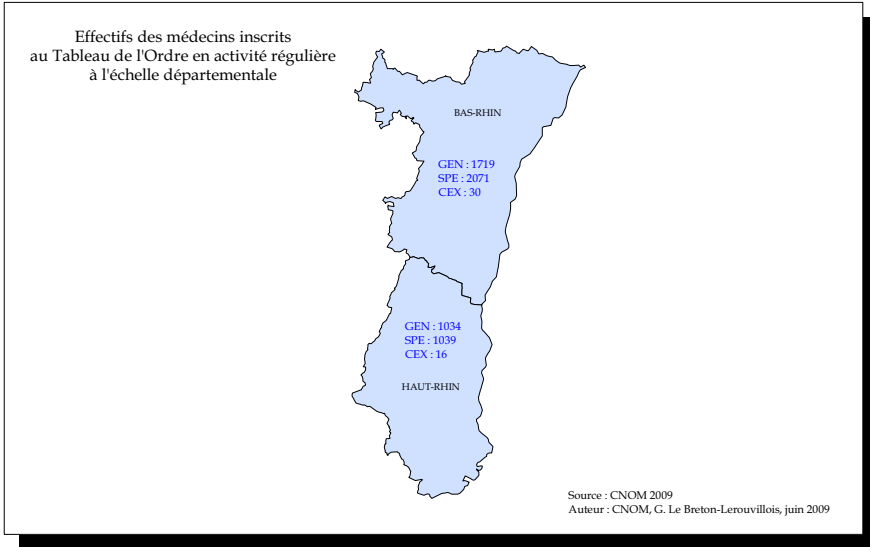 Effectifs des médecins inscrits
au Tableau de l'Ordre en activité régulière
à l'échelle départementale
BAS-RHIN
GEN : 1719
SPE : 2071
CEX : 30
GEN : 1034
SPE : 1039
CEX : 16
HAUT-RHIN
Source : CNOM 2009
Auteur : CNOM, G. Le Breton-Lerouvillois, juin 2009